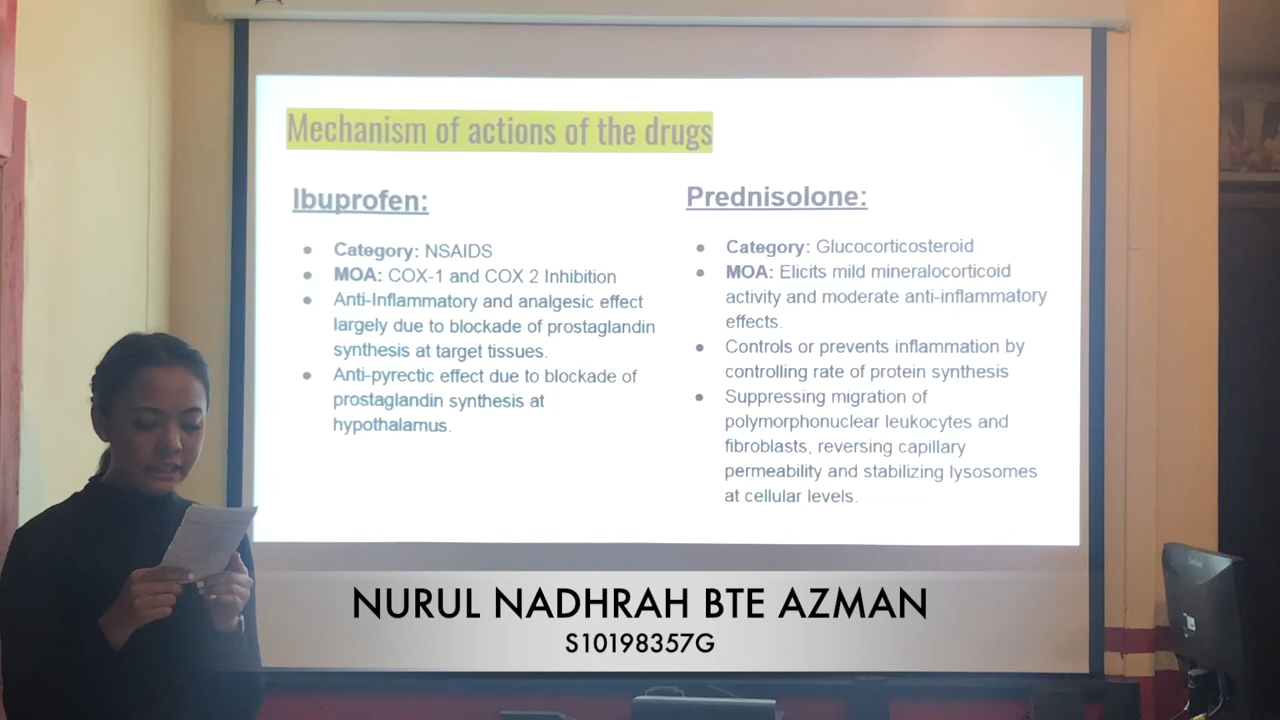 Mechanism of actions of the drugs
Ibuprofen:
● Category: NSAIDS
● MOA: COX-1 and COX 2 Inhibition
● Anti-Inflammatory and analgesic effect
largely due to blockade of prostaglandin
synthesis at target tissues.
● Anti-pyrectic effect due to blockade of
prostaglandin synthesis at
hypothalamus.
Prednisolone:
● Category: Glucocorticosteroid
● MOA: Elicits mild mineralocorticoid
activity and moderate anti-inflammatory
effects.
● Controls or prevents inflammation by
controlling rate of protein synthesis
● Suppressing migration of
polymorphonuclear leukocytes and
fibroblasts, reversing capillary
permeability and stabilizing lysosomes
at cellular levels.
NURUL NADHRAH BTE AZMAN
S10198357G